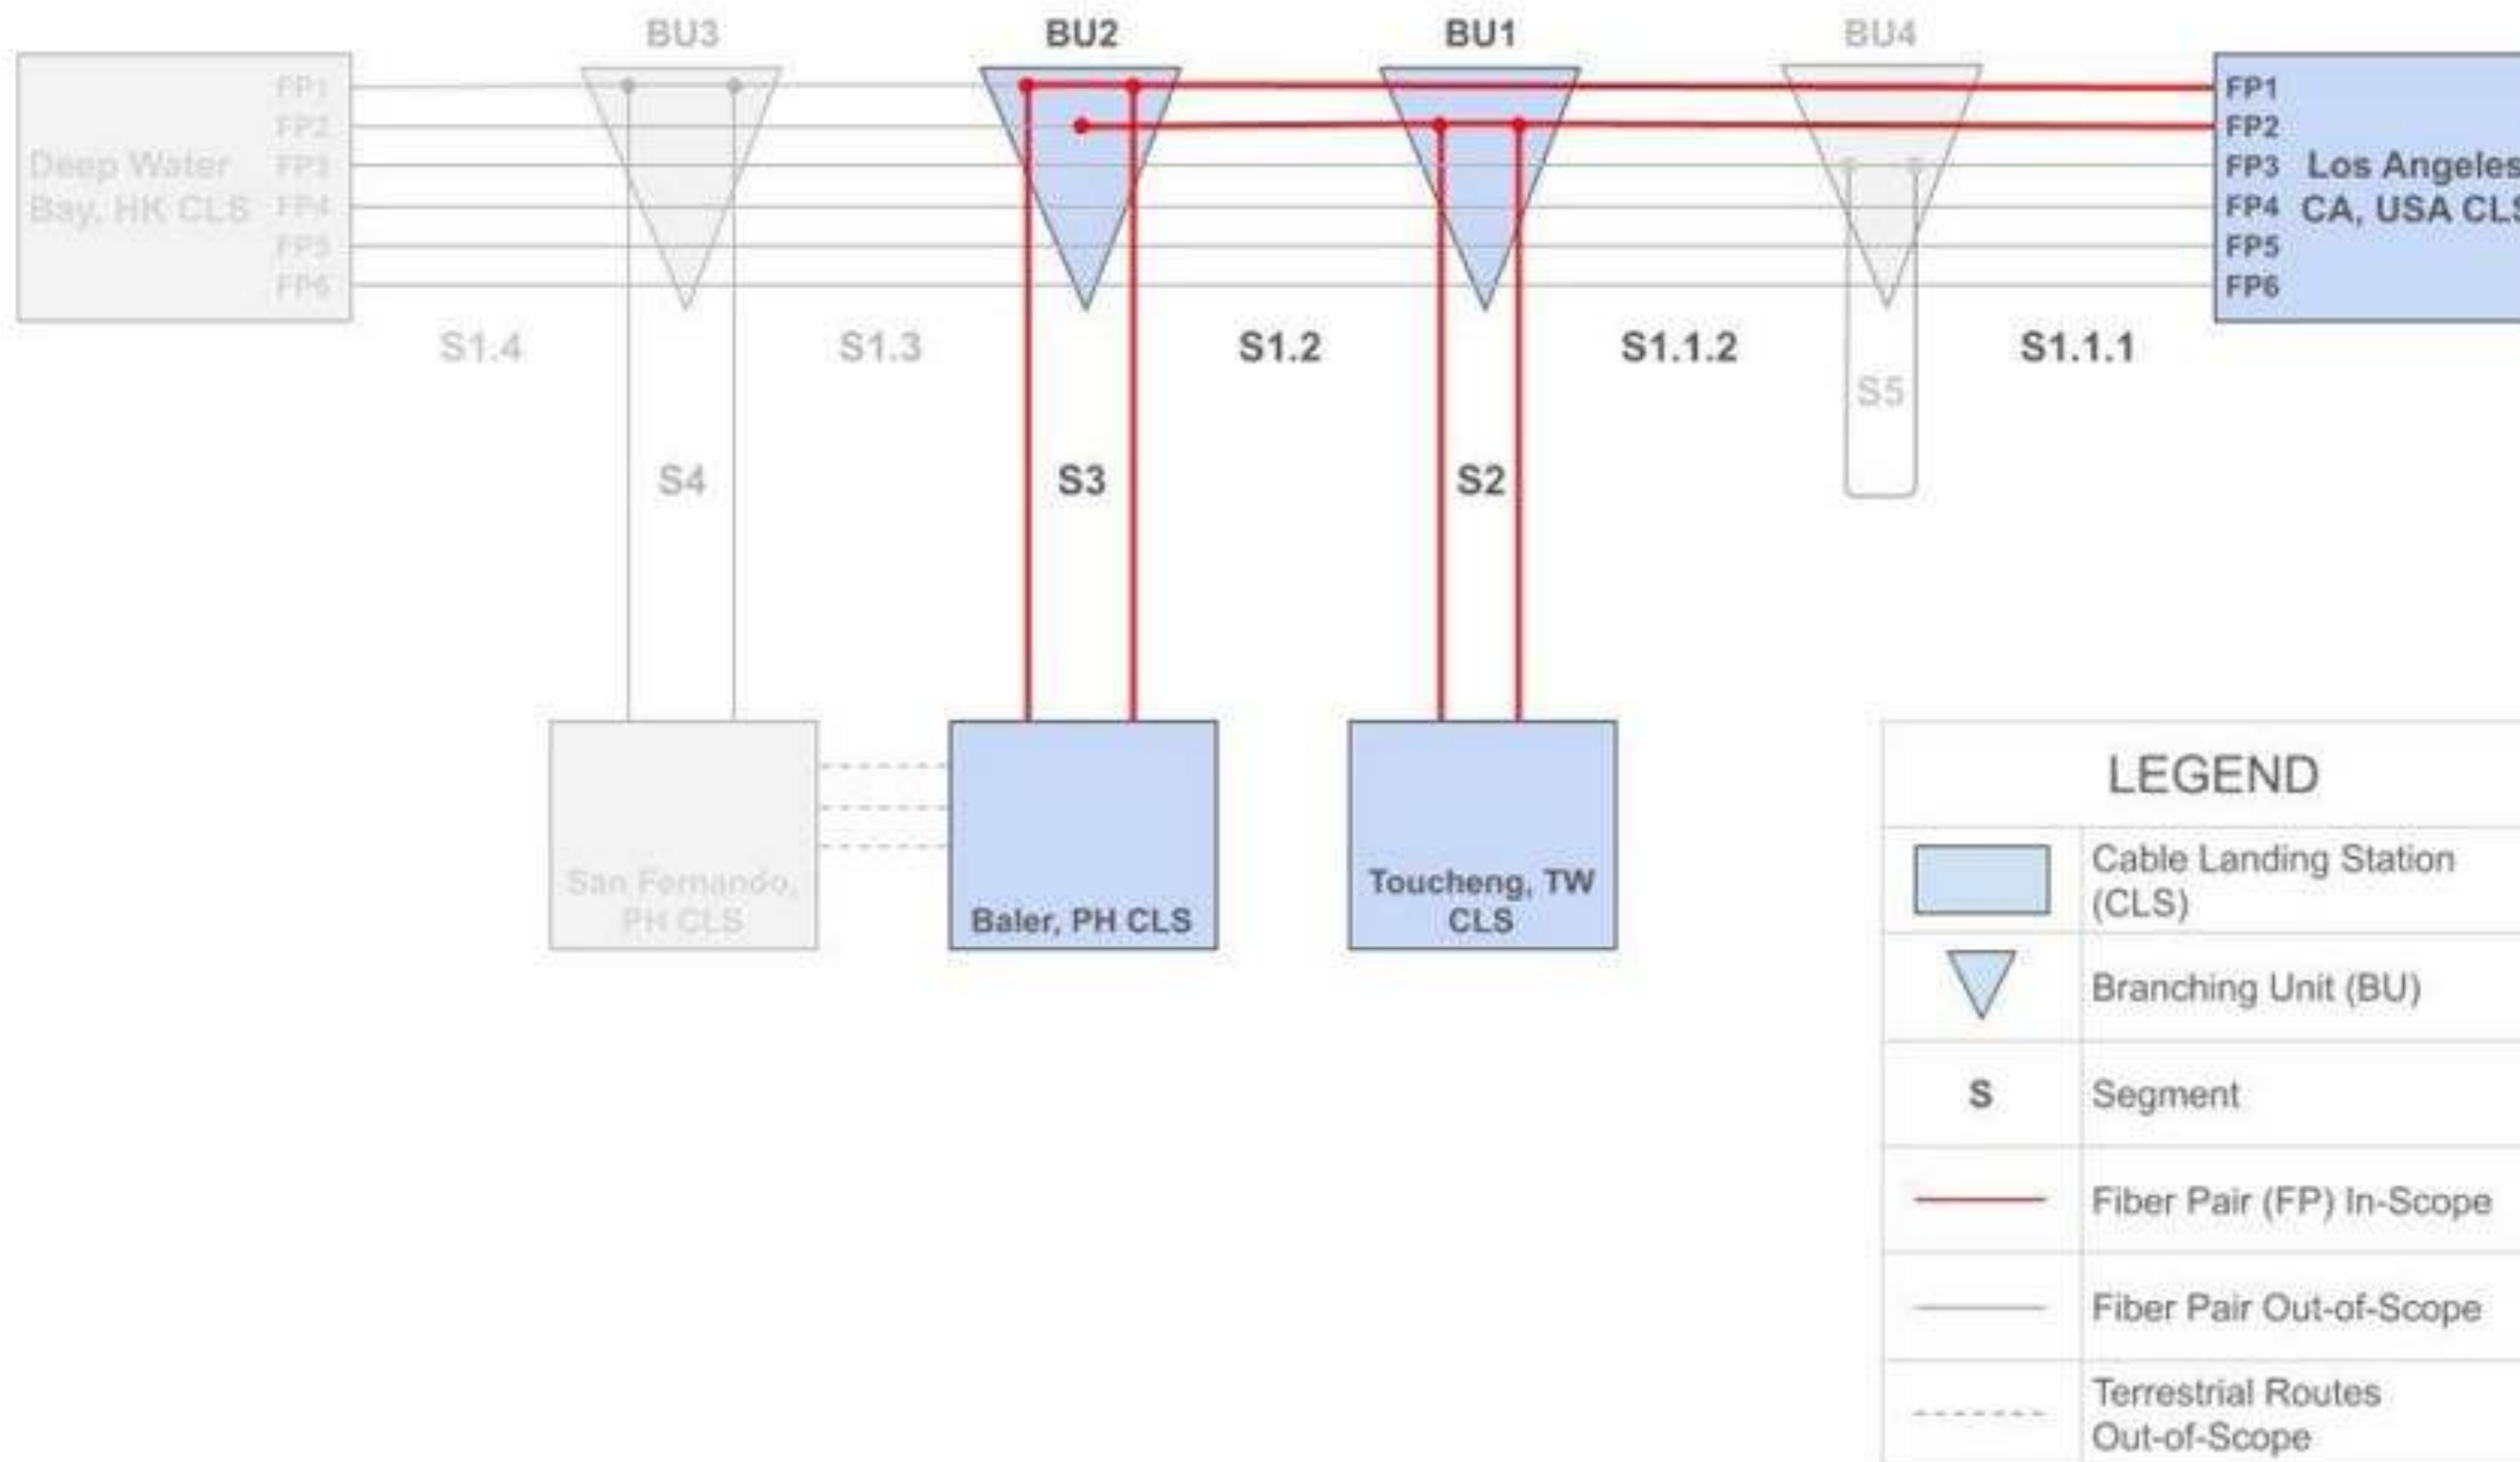 BU3
BU2
BU1
BU4
FP1
FP2
FP3
FP4
FP5
FP6
Deep Water
Bay, HK CLS
FP1
FP2
FP3
FP4
FP5
FP6
Los Angeles
CA, USA CLS
S1.4
S1.3
S1.2
S1.1.2
S1.1.1
S5
S4
S3
S2
San Fernando,
PH CLS
Baler, PH CLS
Toucheng, TW
CLS
LEGEND
Cable Landing Station
(CLS)
Branching Unit (BU)
S
Segment
Fiber Pair (FP) In-Scope
Fiber Pair Out-of-Scope
Terrestrial Routes
Out-of-Scope